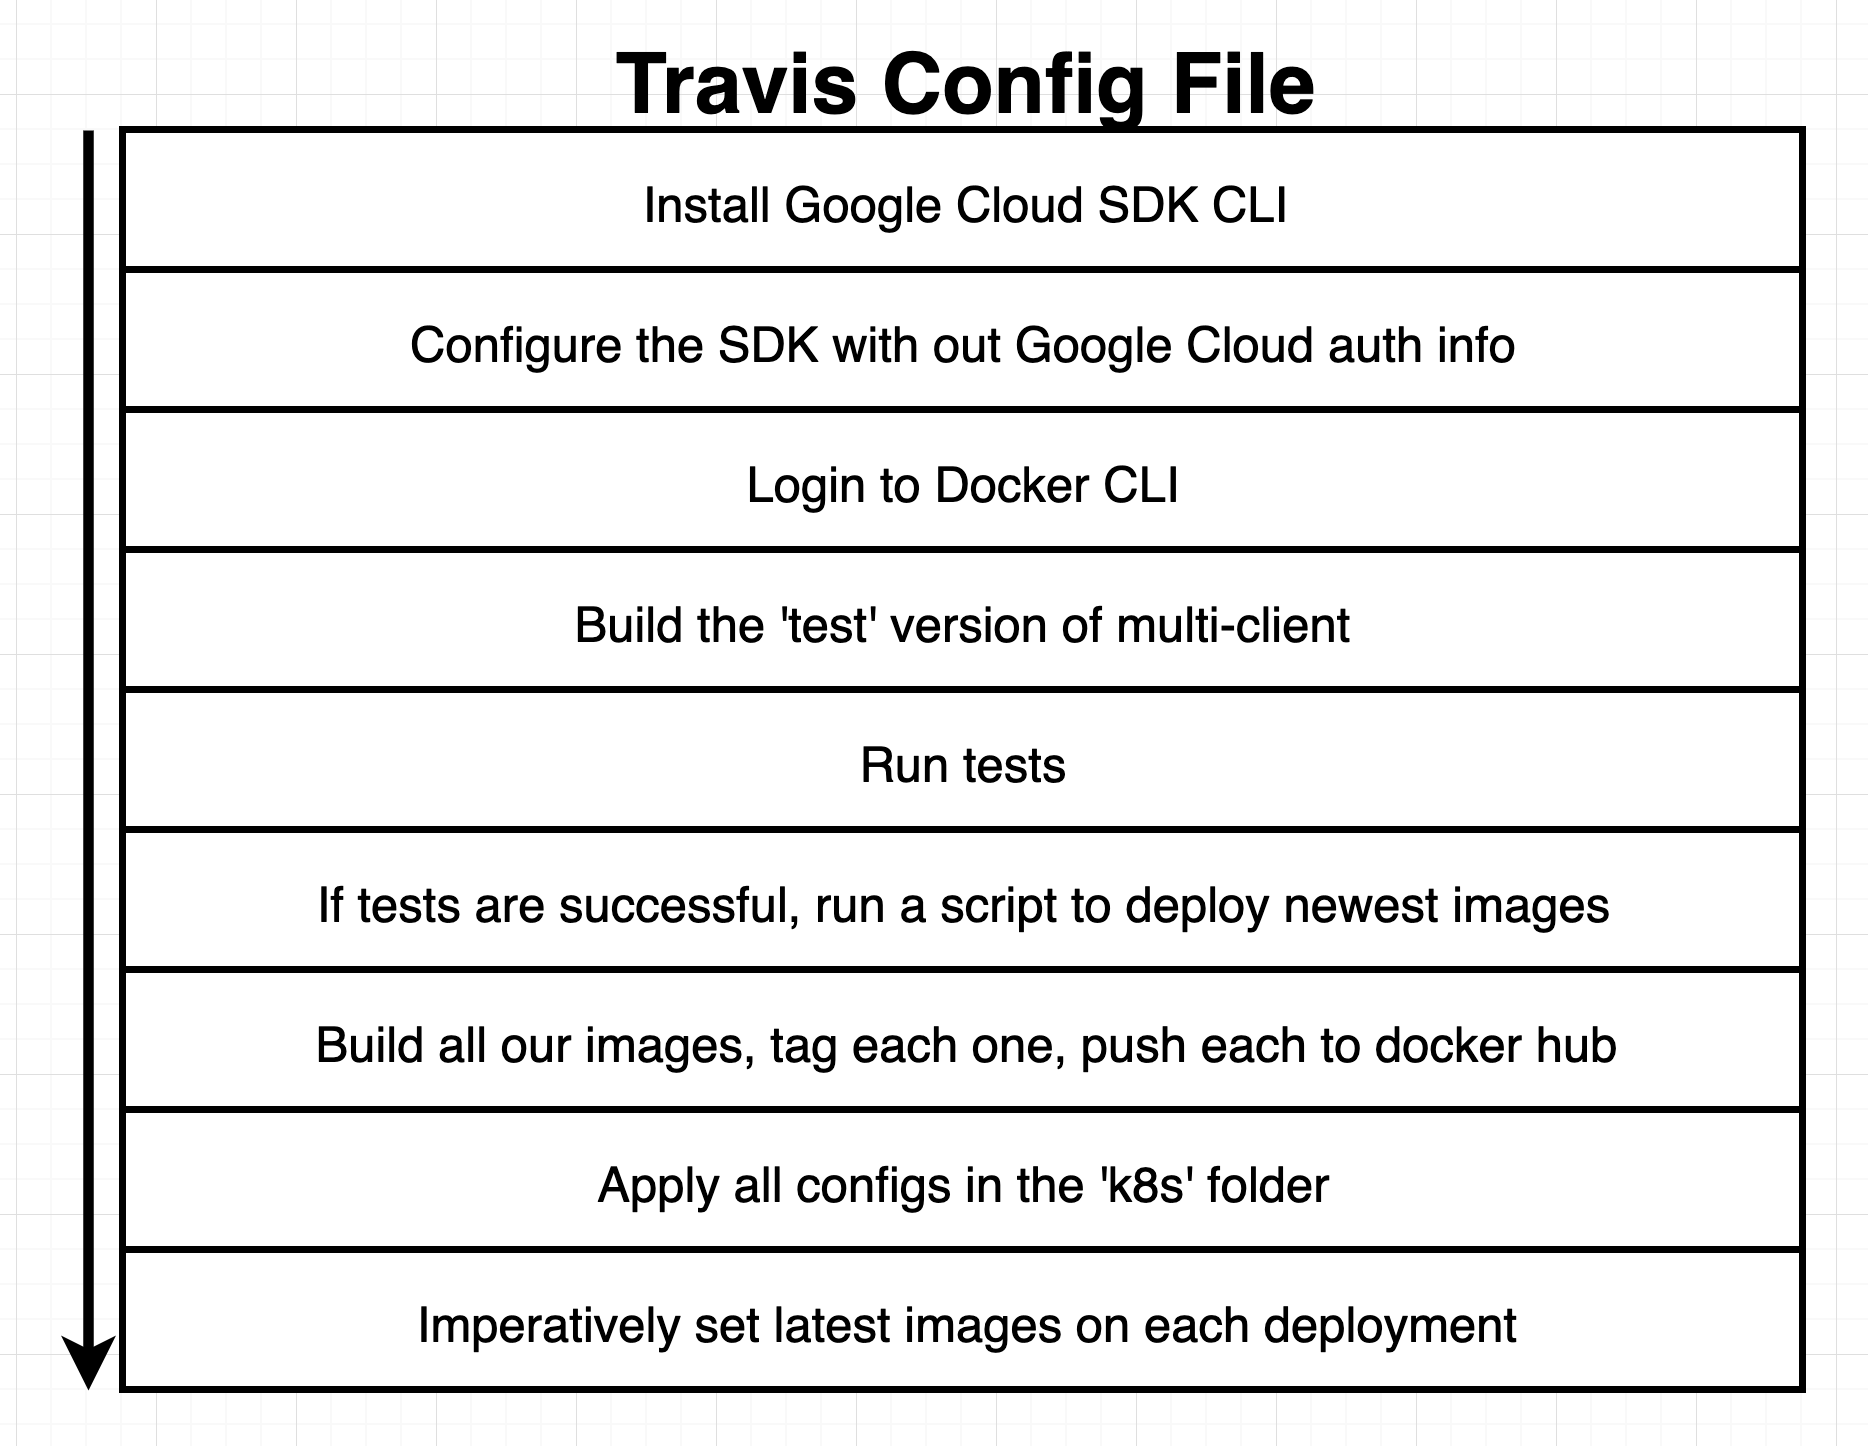 Travis Config File
Install Google Cloud SDK CLI
Configure the SDK with out Google Cloud auth info
Login to Docker CLI
Build the 'test' version of multi-client
Run tests
If tests are successful, run a script to deploy newest images
Build all our images, tag each one, push each to docker hub
Apply all configs in the 'k8s' folder
Imperatively set latest images on each deployment